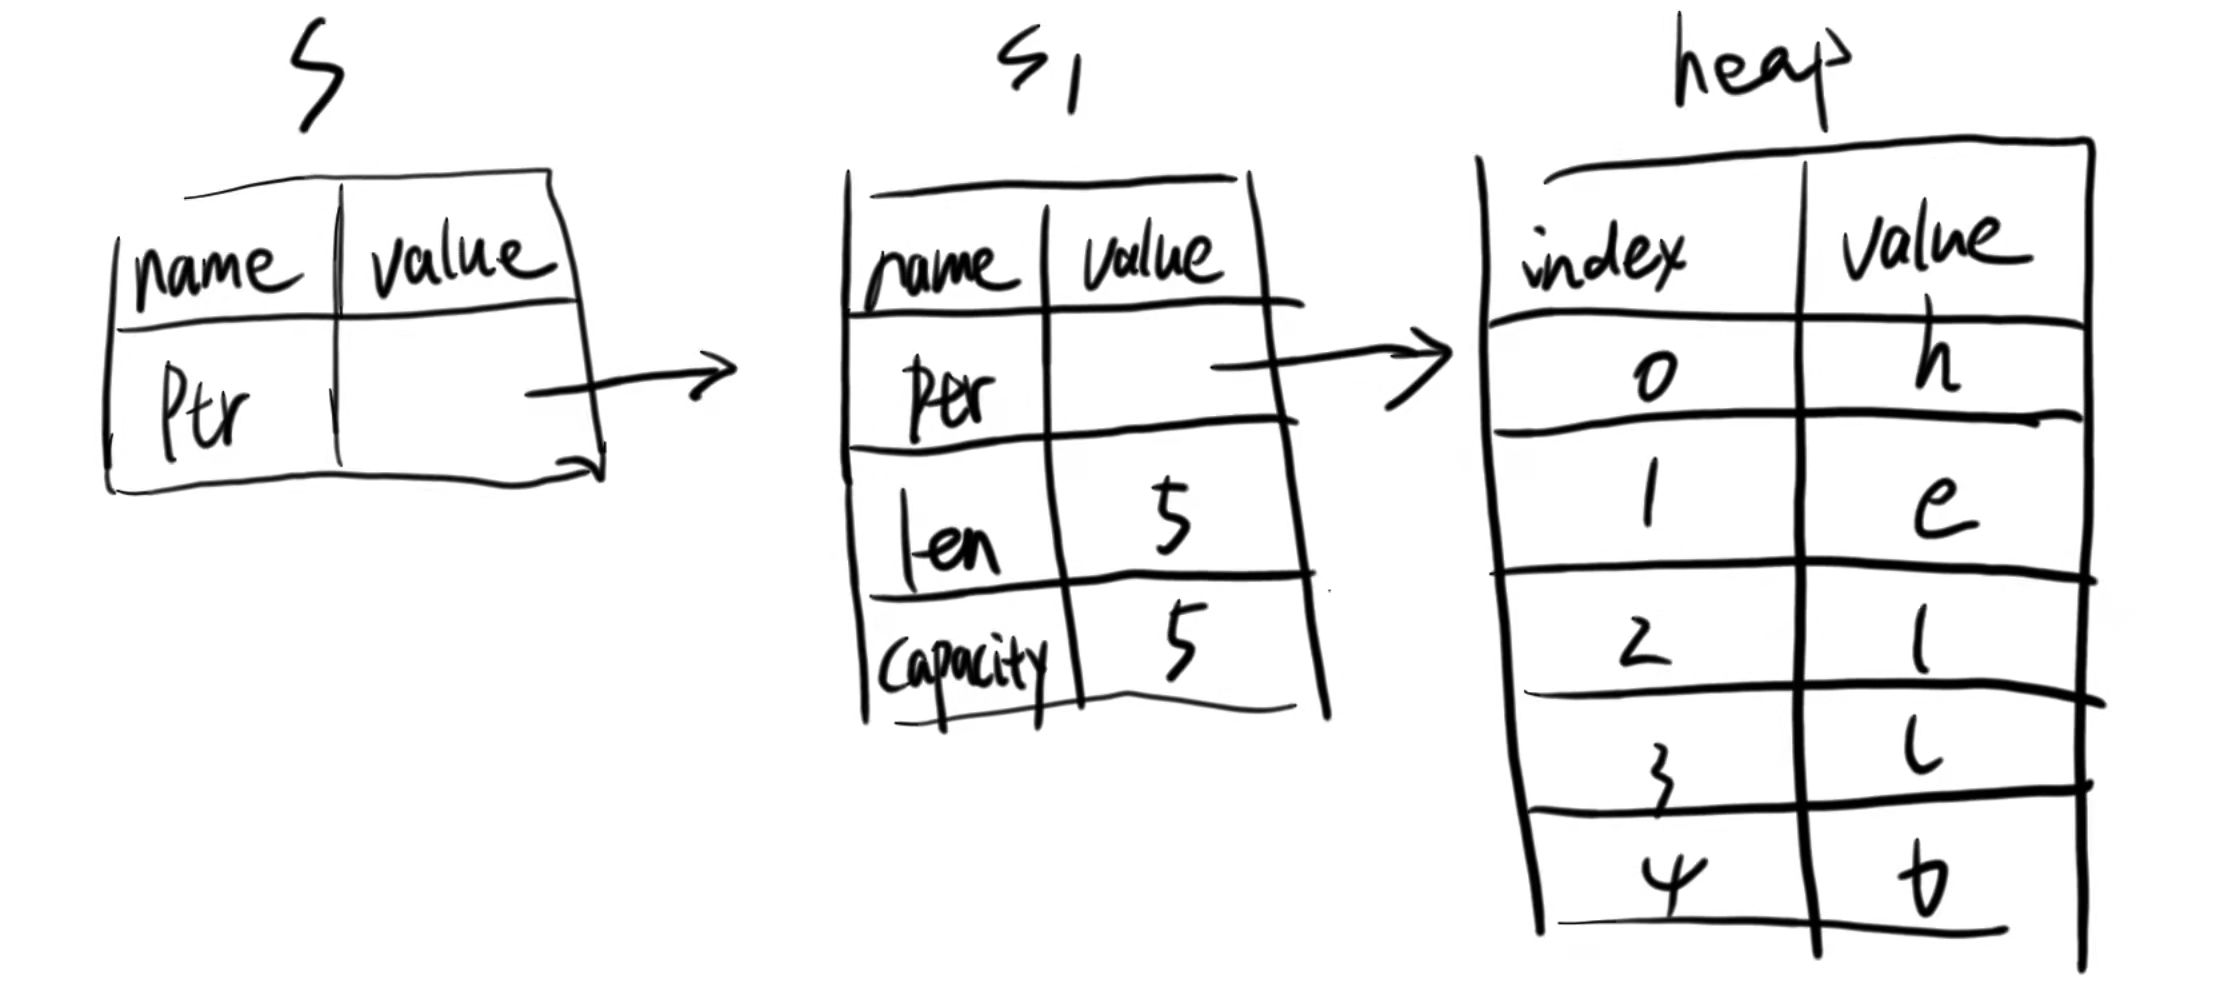 s
s1
heap
name value
ptr
name value
ptr
len 5
capacity 5
index value
0 h
1 e
2 l
3 l
4 o